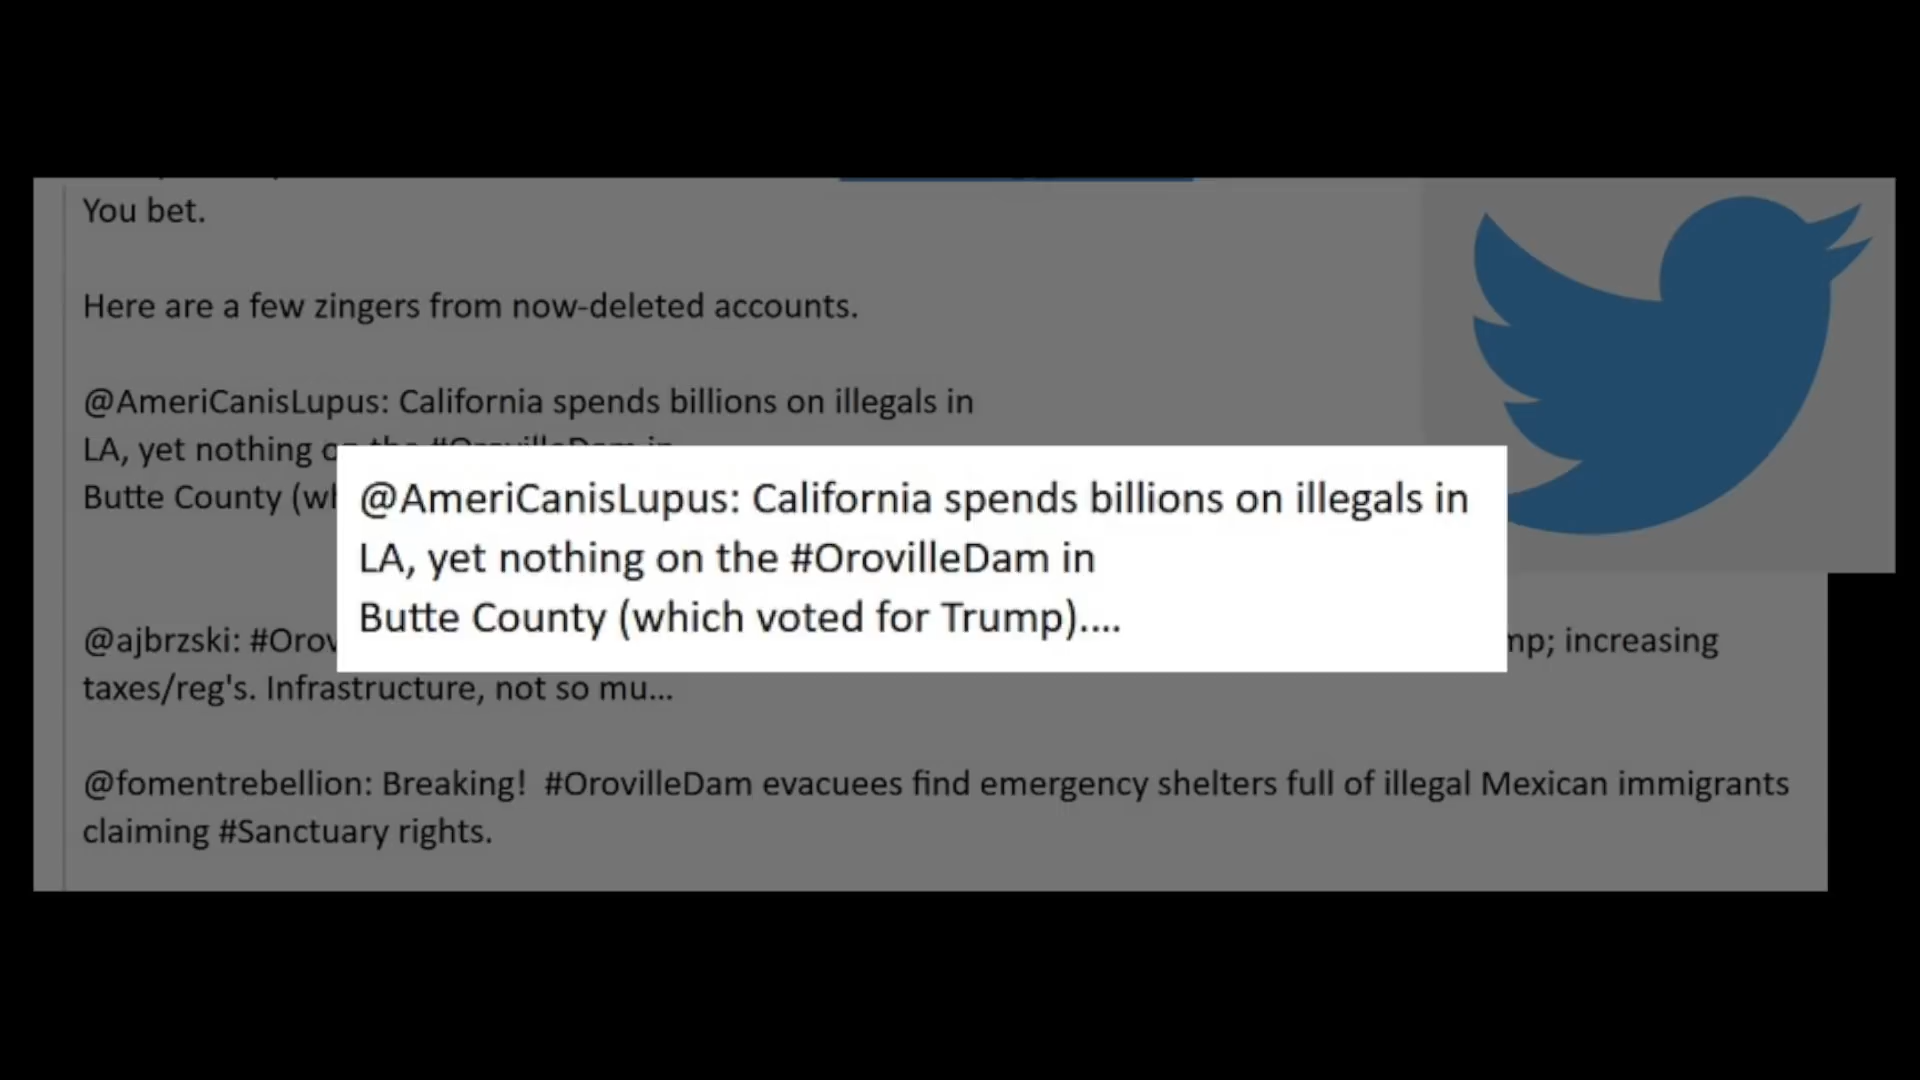 You bet.
Here are a few zingers from now-deleted accounts.
@AmeriCanisLupus: California spends billions on illegals in
LA, yet nothing
Butte County
@AmeriCanisLupus: California spends billions on illegals in
LA, yet nothing on the #OrovilleDam in
Butte County (which voted for Trump)....
@ajbrzski: increasing
taxes/reg's. Infrastructure, not so mu...
@fomentrebellion: Breaking! #OrovilleDam evacuees find emergency shelters full of illegal Mexican immigrants
claiming #Sanctuary rights.